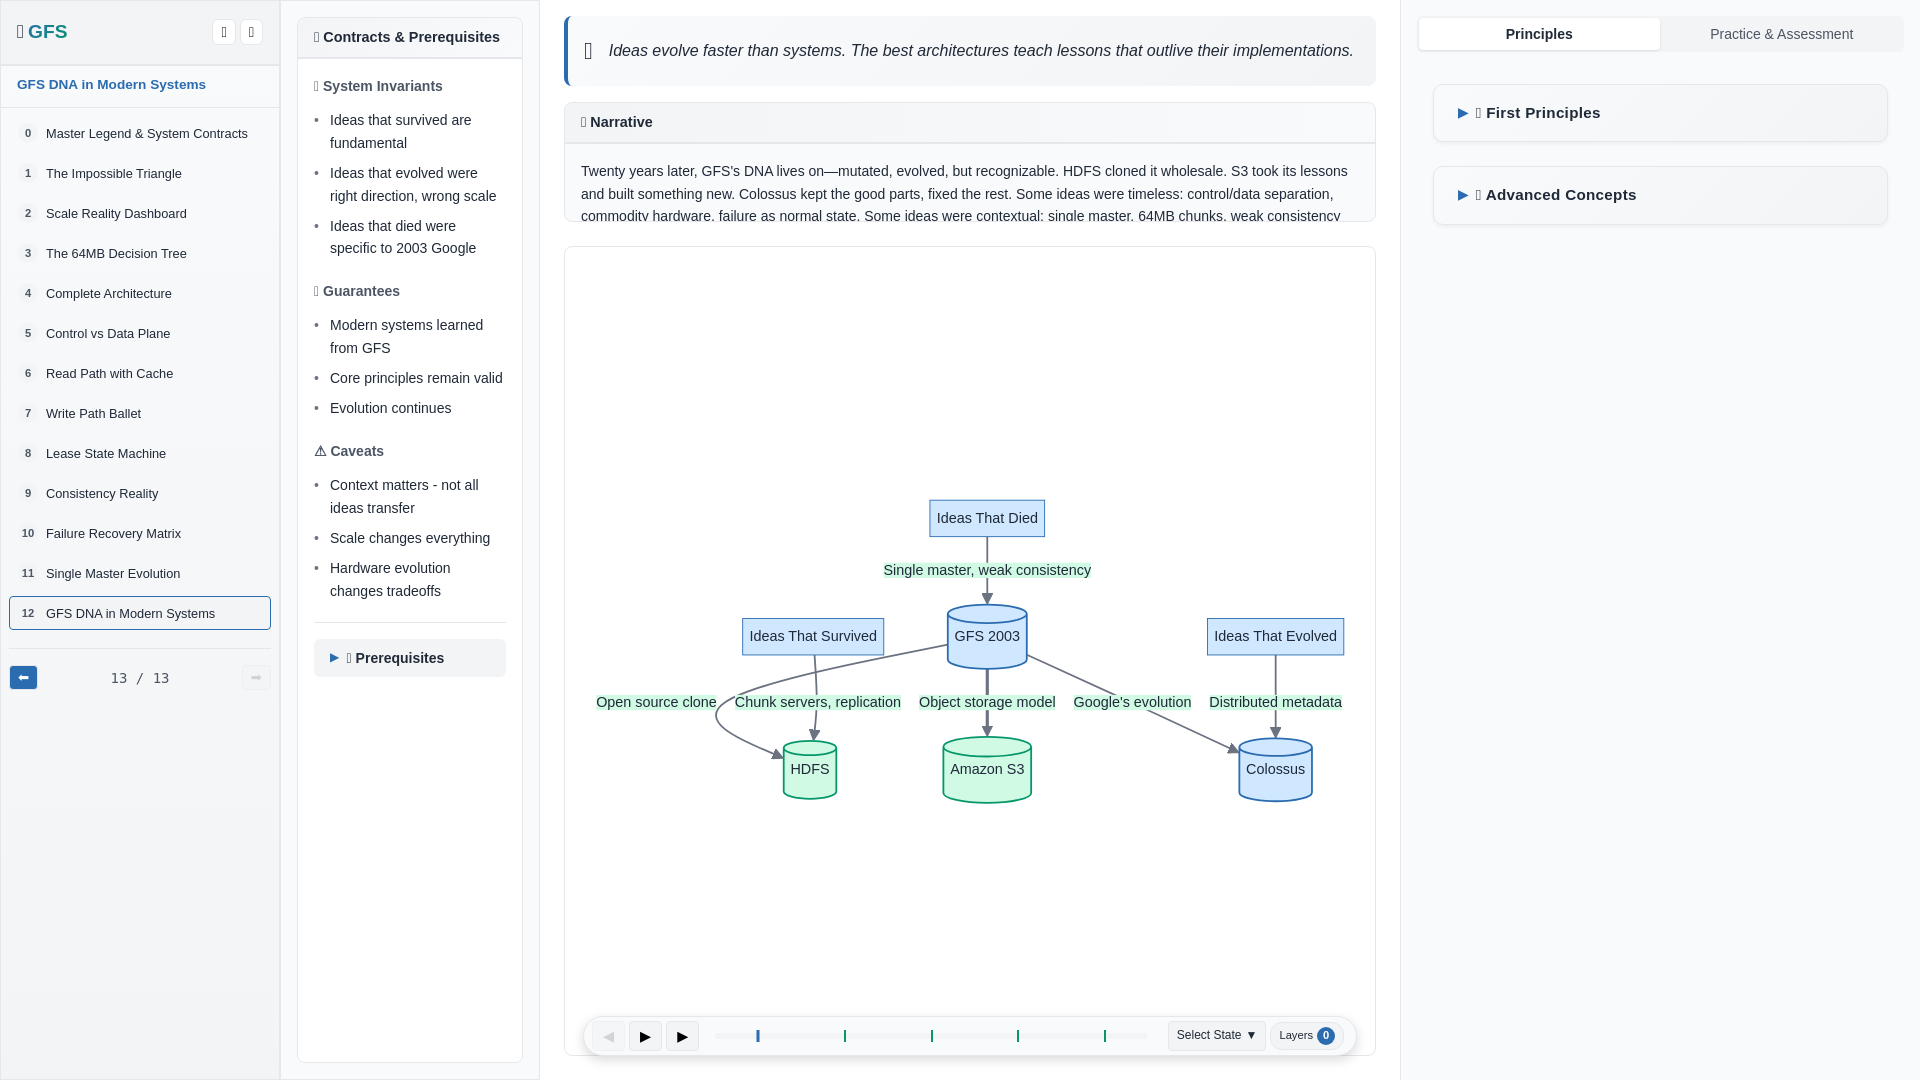 GFS
GFS DNA in Modern Systems
0 Master Legend & System Contracts
1 The Impossible Triangle
2 Scale Reality Dashboard
3 The 64MB Decision Tree
4 Complete Architecture
5 Control vs Data Plane
6 Read Path with Cache
7 Write Path Ballet
8 Lease State Machine
9 Consistency Reality
10 Failure Recovery Matrix
11 Single Master Evolution
12 GFS DNA in Modern Systems
13 / 13
Contracts & Prerequisites
System Invariants
• Ideas that survived are
fundamental
• Ideas that evolved were
right direction, wrong scale
• Ideas that died were
specific to 2003 Google
Guarantees
• Modern systems learned
from GFS
• Core principles remain valid
• Evolution continues
⚠ Caveats
• Context matters - not all
ideas transfer
• Scale changes everything
• Hardware evolution
changes tradeoffs
▶ Prerequisites
Ideas evolve faster than systems. The best architectures teach lessons that outlive their implementations.
Narrative
Twenty years later, GFS's DNA lives on—mutated, evolved, but recognizable. HDFS cloned it wholesale. S3 took its lessons
and built something new. Colossus kept the good parts, fixed the rest. Some ideas were timeless: control/data separation,
commodity hardware, failure as normal state. Some ideas were contextual: single master, 64MB chunks, weak consistency
Ideas That Died
Single master, weak consistency
Ideas That Survived
GFS 2003
Ideas That Evolved
Open source clone
Chunk servers, replication
Object storage model
Google's evolution
Distributed metadata
HDFS
Amazon S3
Colossus
Select State ▼
Layers 0
Principles
Practice & Assessment
▶ First Principles
▶ Advanced Concepts